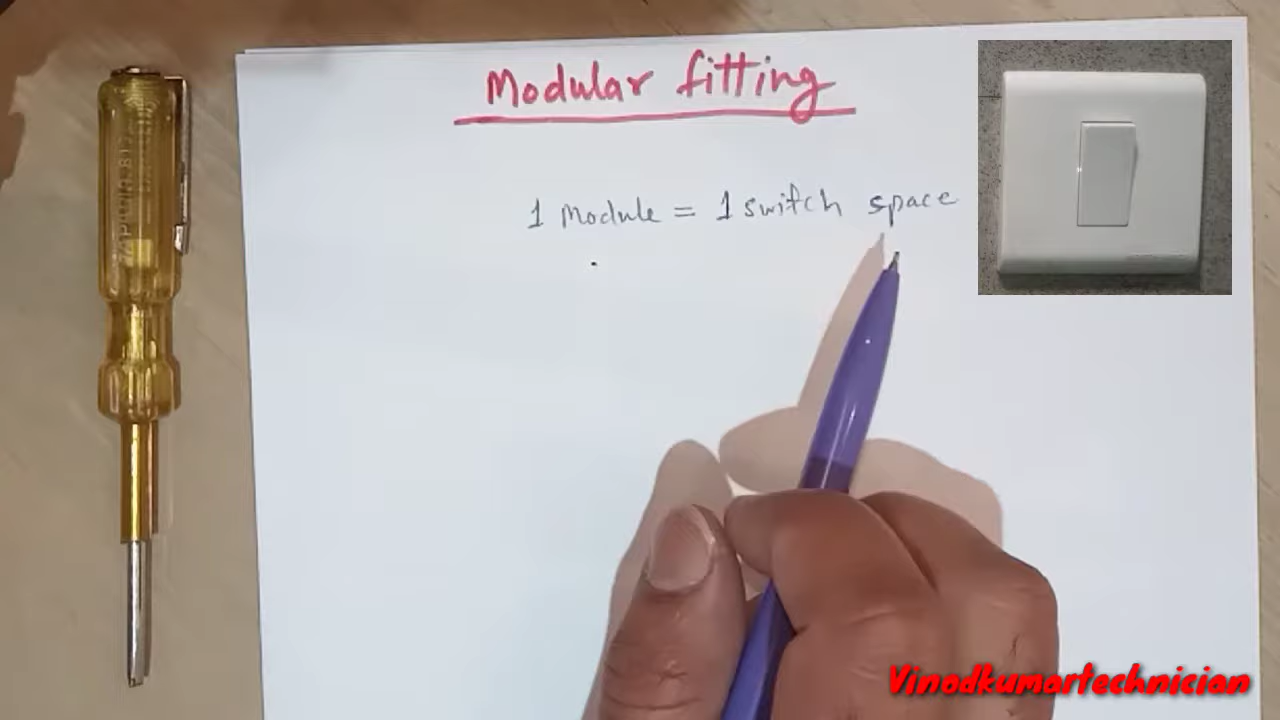 Modular fitting
1 Module = 1 switch space
Vinodkumartechnician